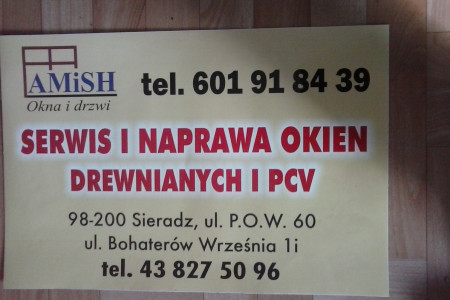 AMiSH
Okna i drzwi
tel. 601 91 84 39
SERWIS I NAPRAWA OKIEN
DREWNIANYCH I PCV
98-200 Sieradz, ul. P.O.W. 60
ul. Bohaterów Września 1i
tel. 43 827 50 96